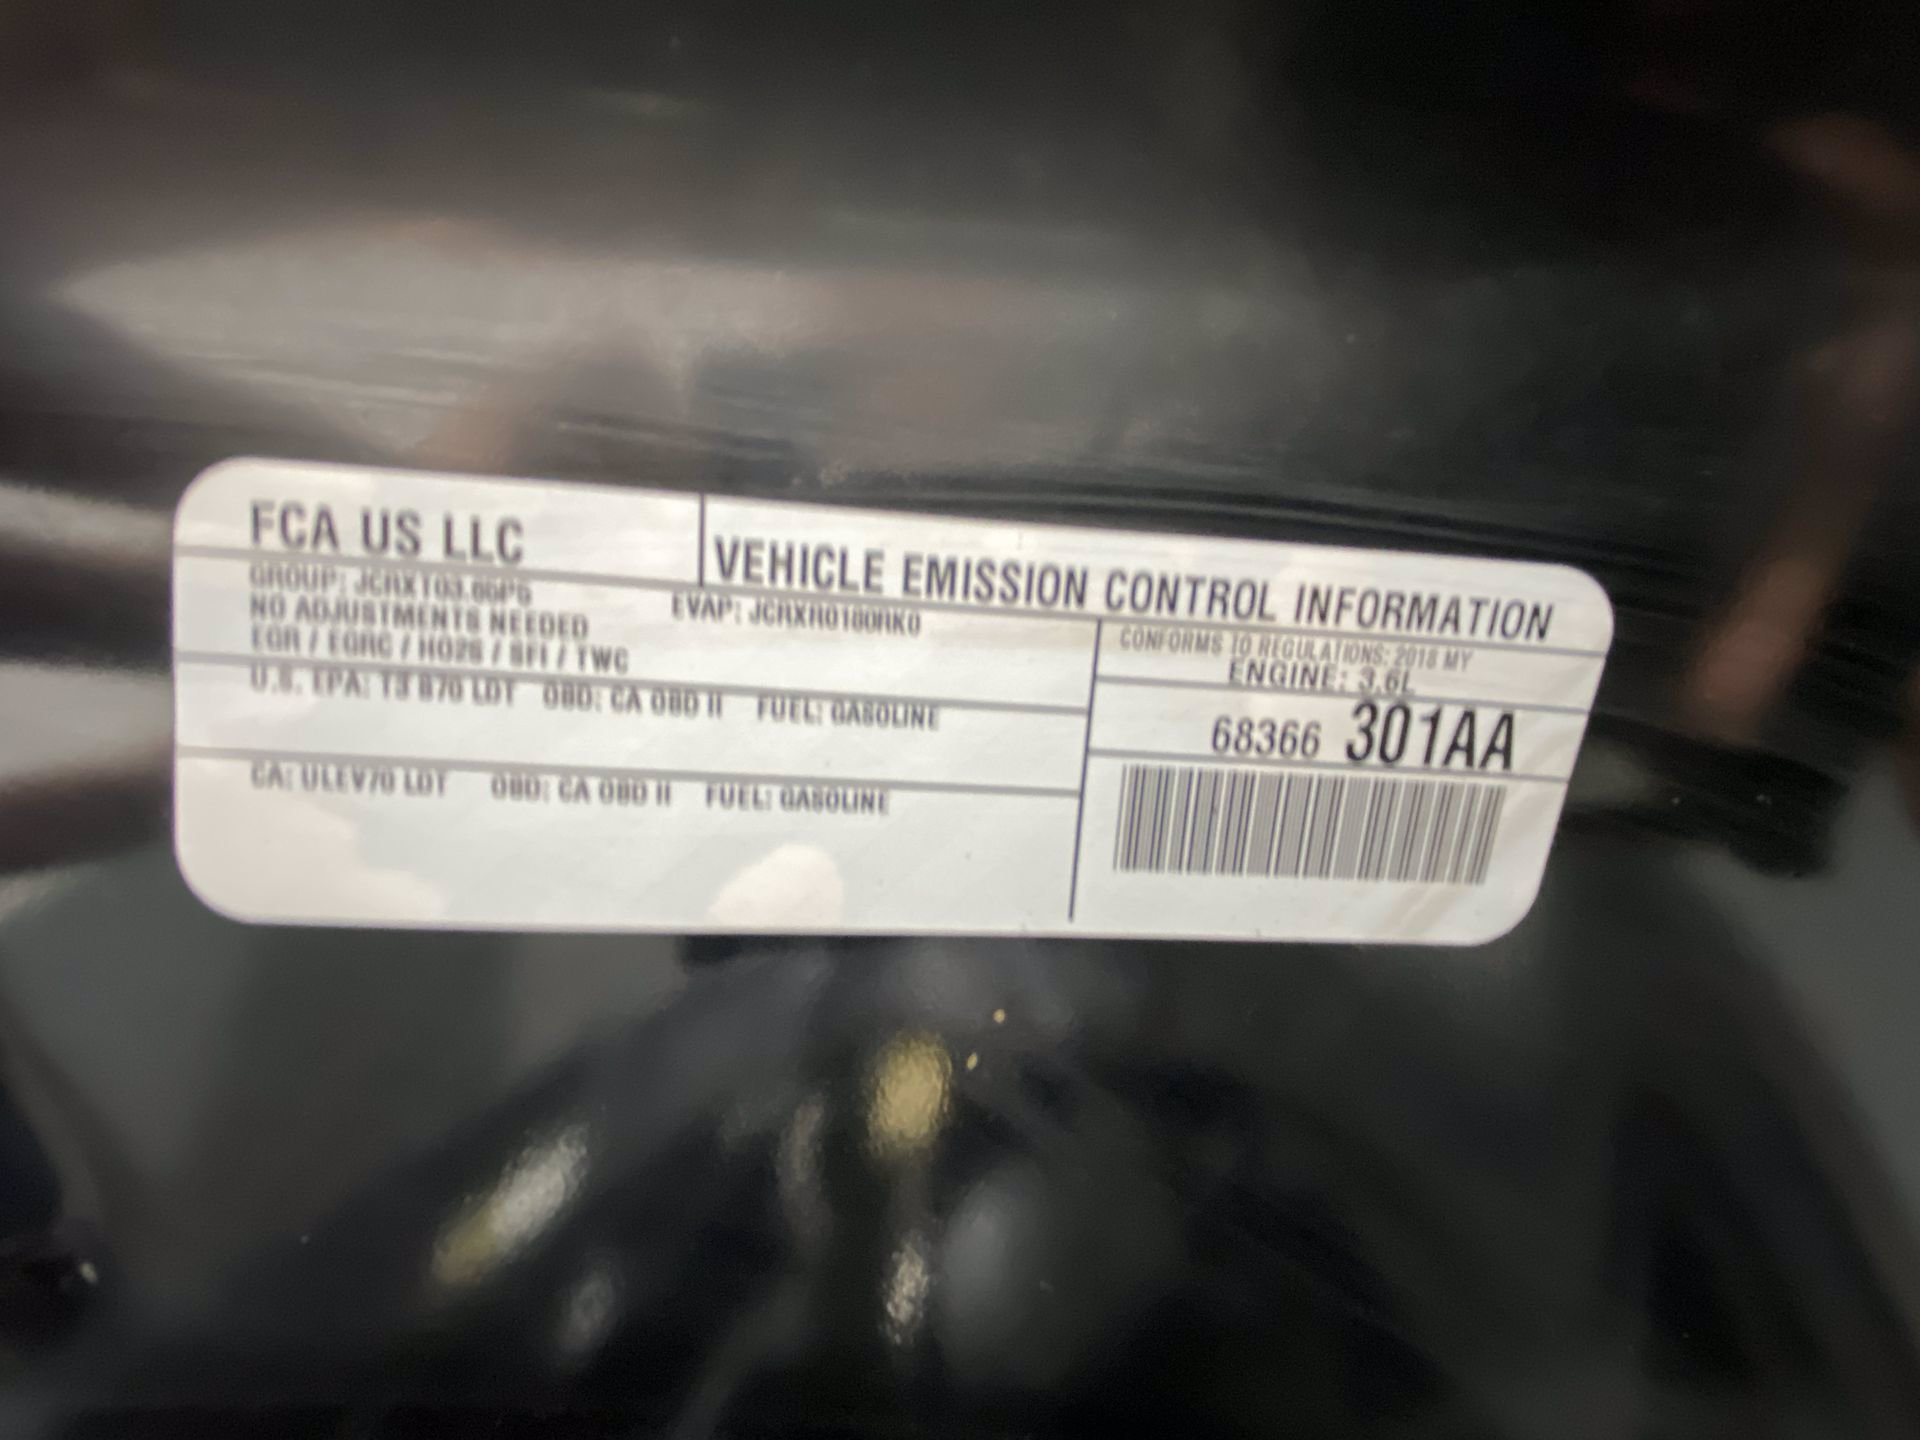 FCA US LLC
VEHICLE EMISSION CONTROL INFORMATION
GROUP: JCRXT03.66P5
EVAP: JCRXR0180RK0
NO ADJUSTMENTS NEEDED
EGR / EGRC / HO2S / SFI / TWC
CONFORMS TO REGULATIONS: 2018 MY
ENGINE: 3.6L
U.S. EPA: T3 B70 LDT OBD: CA OBD II FUEL: GASOLINE
68366 301AA
CA: ULEV70 LDT OBD: CA OBD II FUEL: GASOLINE